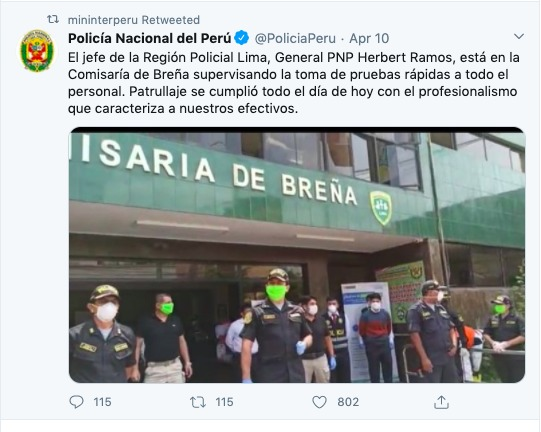 mininterperu Retweeted
Policía Nacional del Perú @PoliciaPeru · Apr 10
El jefe de la Región Policial Lima, General PNP Herbert Ramos, está en la
Comisaría de Breña supervisando la toma de pruebas rápidas a todo el
personal. Patrullaje se cumplió todo el día de hoy con el profesionalismo
que caracteriza a nuestros efectivos.
ISARIA DE BREÑA
115
115
802